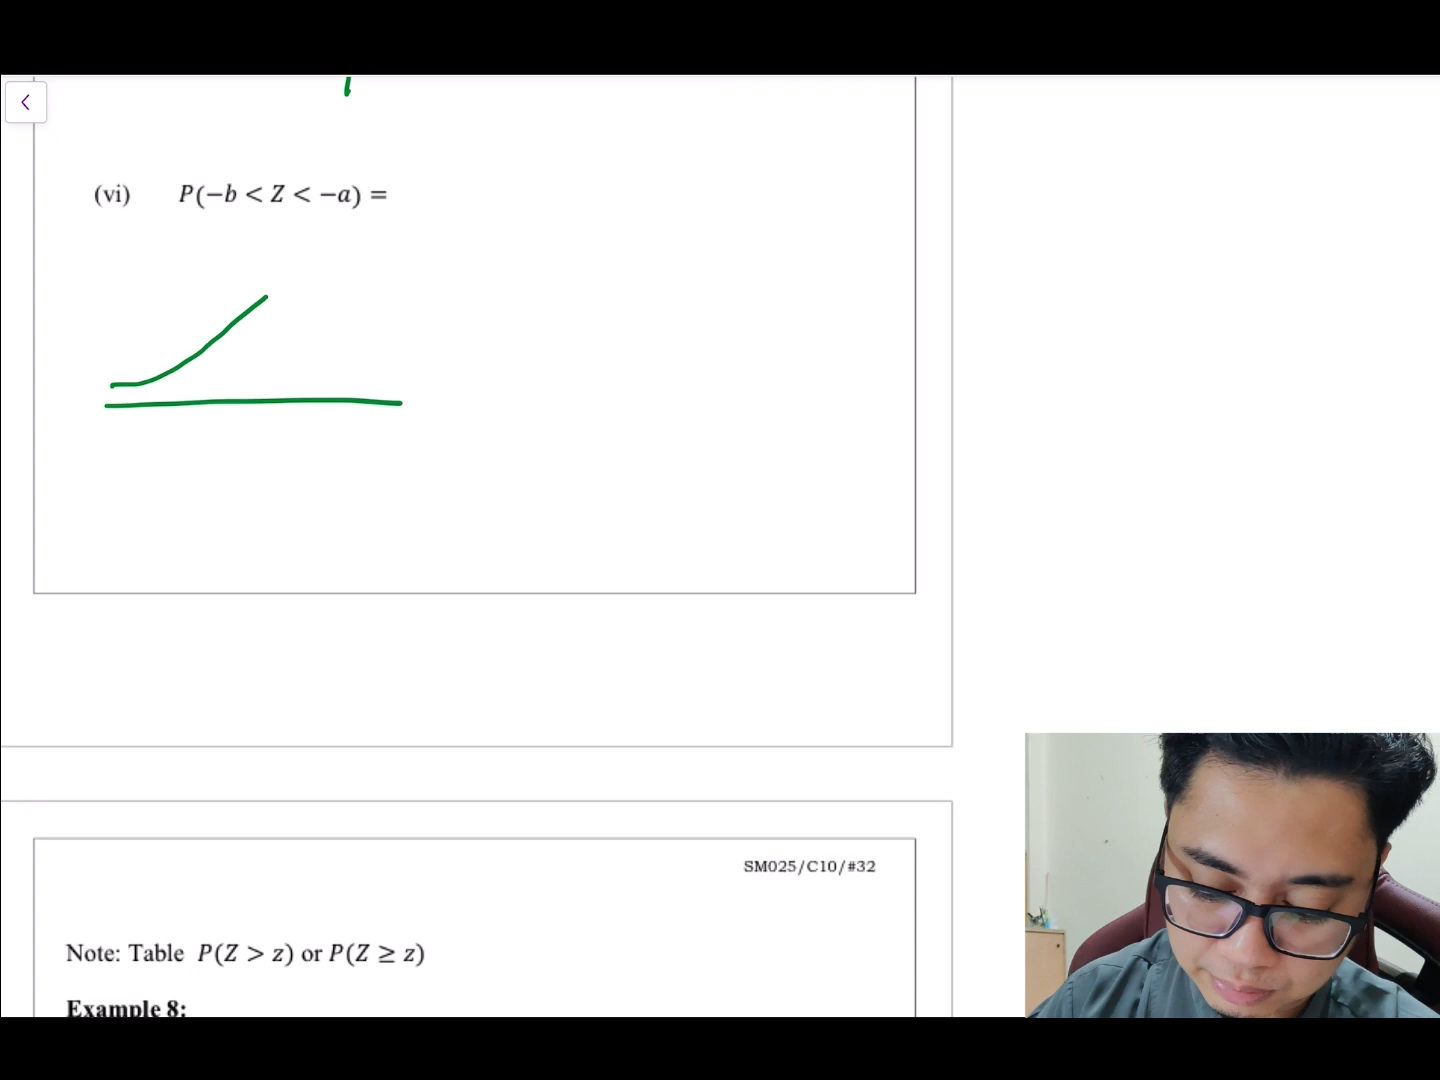 (vi) P(−b < Z < −a) =
SM025/C10/#32
Note: Table P(Z > z) or P(Z ≥ z)
Example 8: